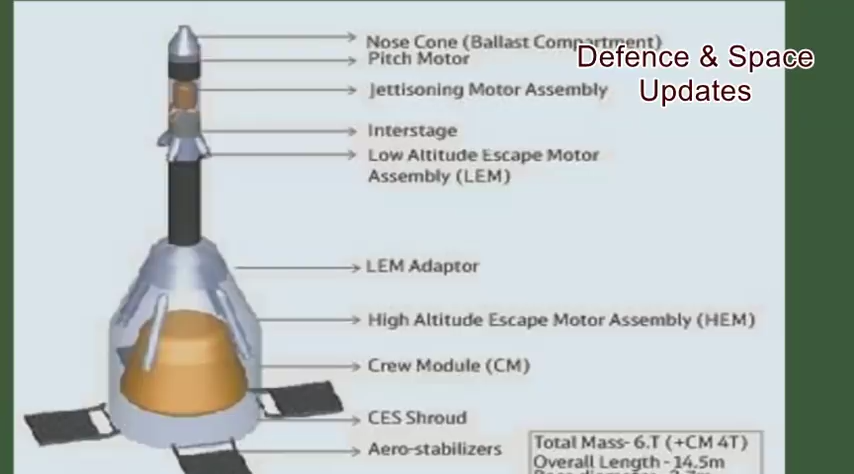 Nose Cone (Ballast Compartment)
Pitch Motor
Defence & Space
Updates
Jettisoning Motor Assembly
Interstage
Low Altitude Escape Motor
Assembly (LEM)
LEM Adaptor
High Altitude Escape Motor Assembly (HEM)
Crew Module (CM)
CES Shroud
Aero-stabilizers
Total Mass- 6.T (+CM 4T)
Overall Length - 14.5m